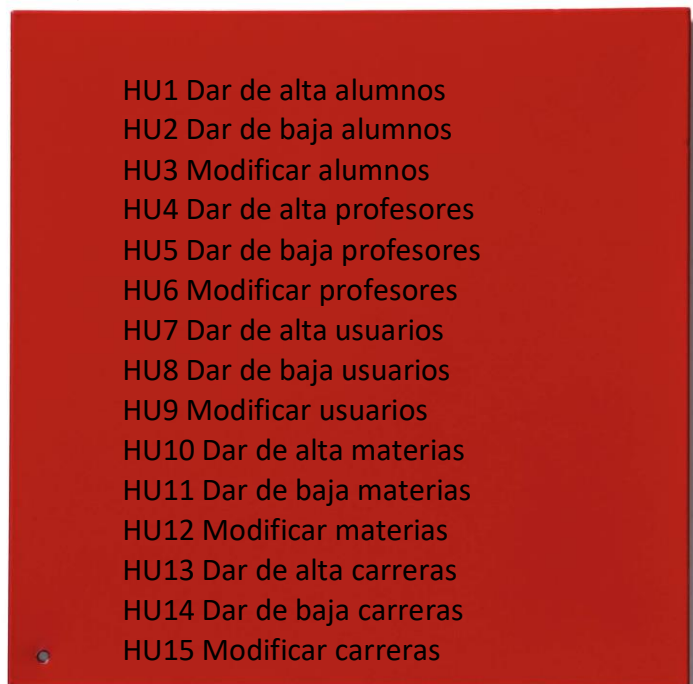 HU1 Dar de alta alumnos
HU2 Dar de baja alumnos
HU3 Modificar alumnos
HU4 Dar de alta profesores
HU5 Dar de baja profesores
HU6 Modificar profesores
HU7 Dar de alta usuarios
HU8 Dar de baja usuarios
HU9 Modificar usuarios
HU10 Dar de alta materias
HU11 Dar de baja materias
HU12 Modificar materias
HU13 Dar de alta carreras
HU14 Dar de baja carreras
HU15 Modificar carreras